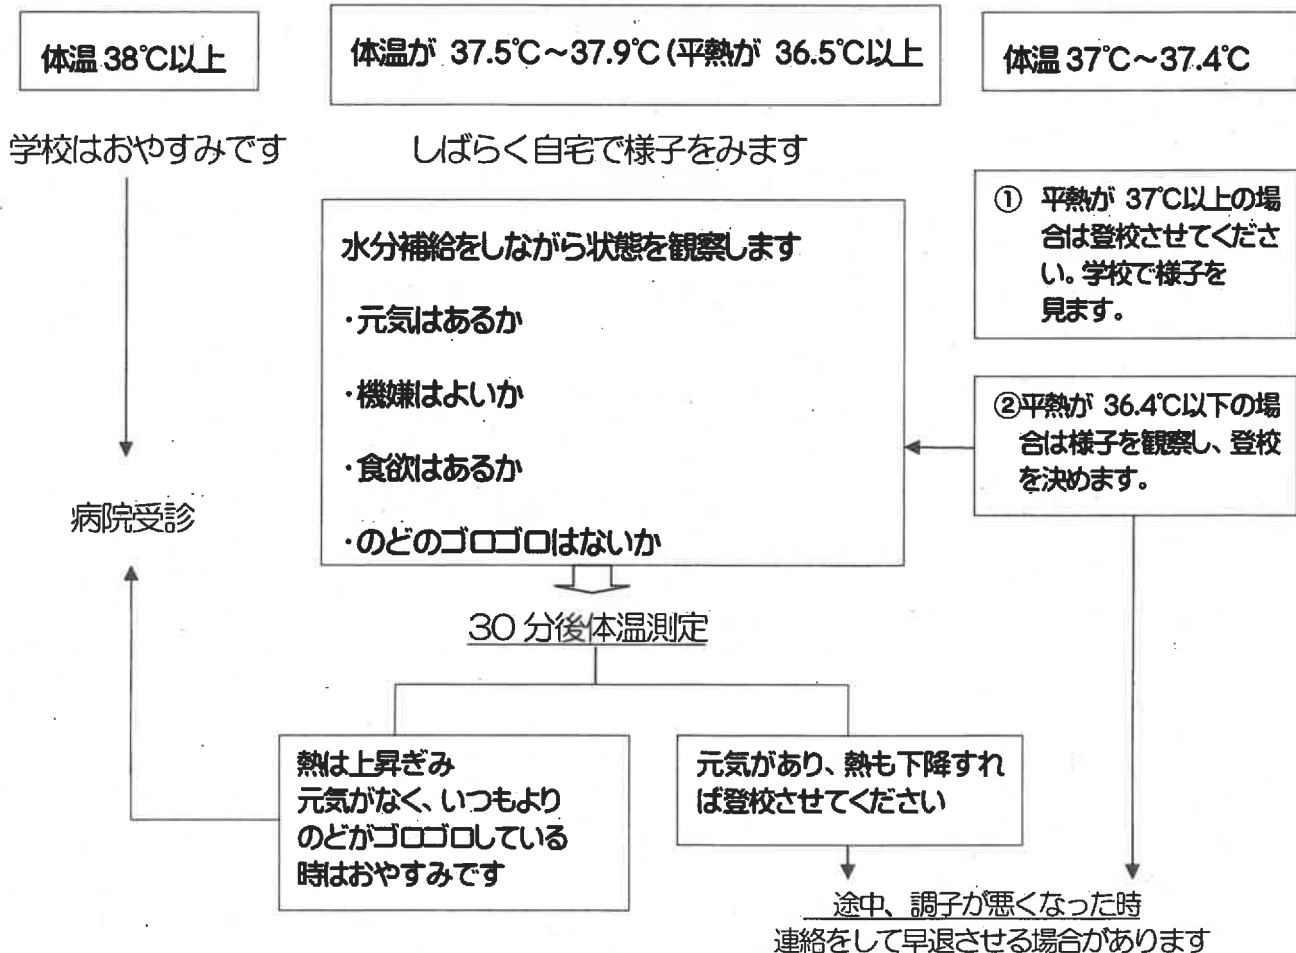 体温38℃以上
体温が 37.5℃～37.9℃(平熱が 36.5℃以上
体温37℃～37.4℃
学校はおやすみです
しばらく自宅で様子をみます
水分補給をしながら状態を観察します
・元気はあるか
・機嫌はよいか
・食欲はあるか
・のどのゴロゴロはないか
① 平熱が 37℃以上の場
合は登校させてくださ
い。学校で様子を
見ます。
②平熱が 36.4℃以下の場
合は様子を観察し、登校
を決めます。
病院受診
30 分後体温測定
熱は上昇ぎみ
元気がなく、いつもより
のどがゴロゴロしている
時はおやすみです
元気があり、熱も下降すれ
ば登校させてください
途中、調子が悪くなった時
連絡をして早退させる場合があります